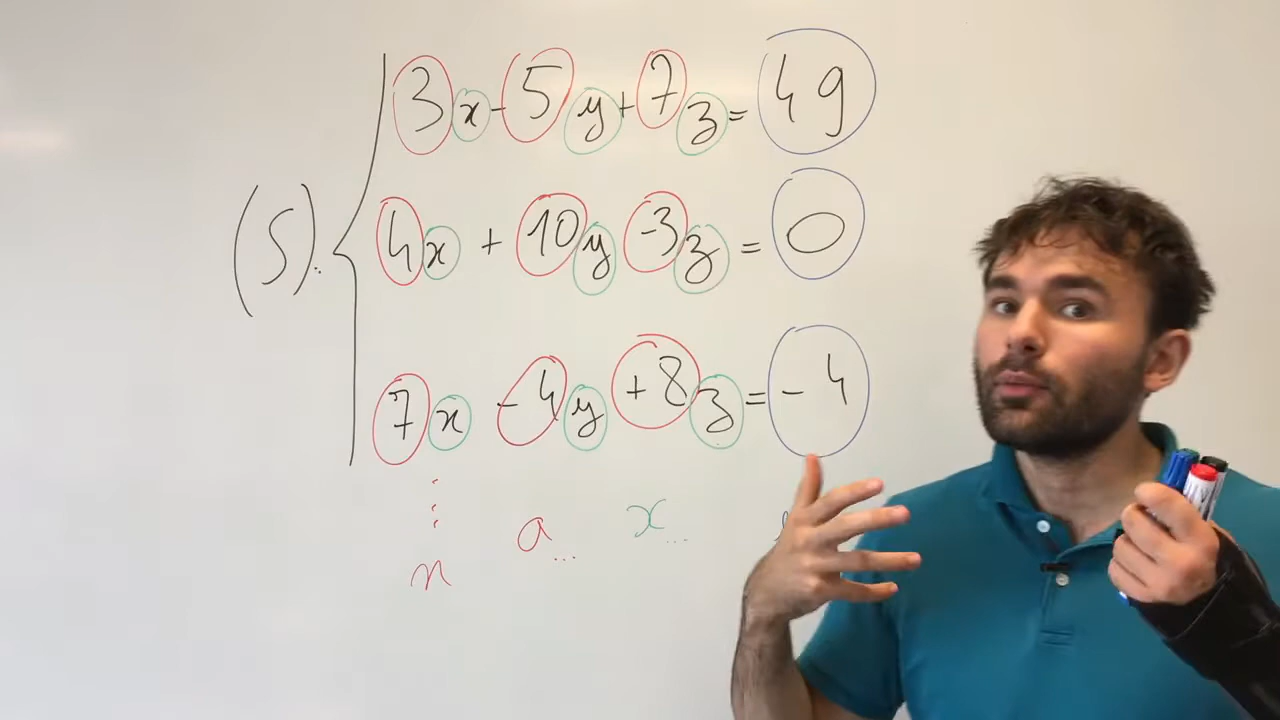 3x-5y+7z=49
(S): 4x + 10y -3z = 0
7x -4y +8z = -4
:
:
n a... x...